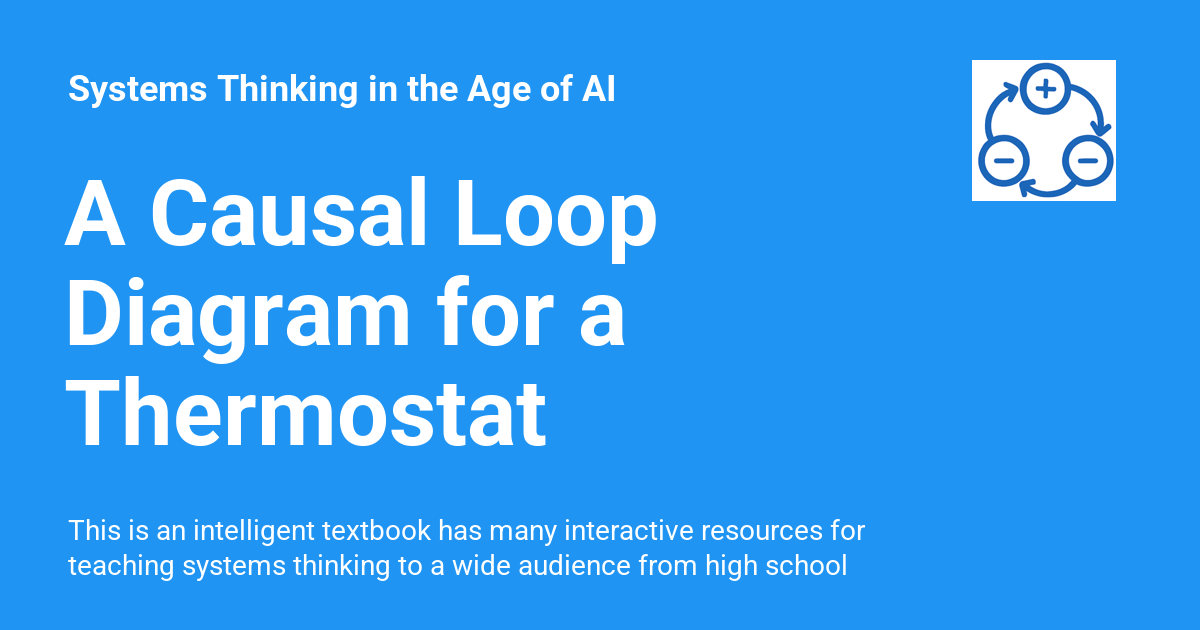 Systems Thinking in the Age of AI
A Causal Loop
Diagram for a
Thermostat
This is an intelligent textbook has many interactive resources for
teaching systems thinking to a wide audience from high school